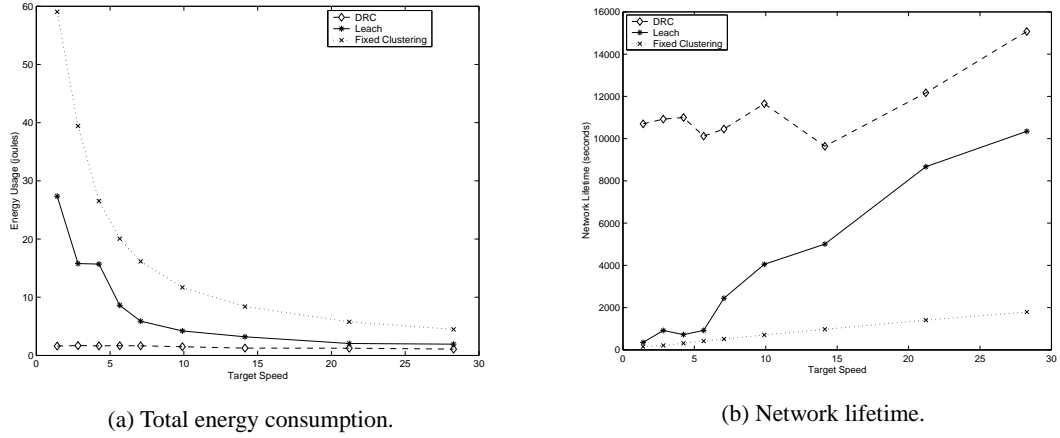 60
50
40
30
20
10
0
Energy Usage (joules)
DRC
Leach
Fixed Clustering
0 5 10 15 20 25 30
Target Speed
(a) Total energy consumption.
16000
14000
12000
10000
8000
6000
4000
2000
0
Network Lifetime (seconds)
DRC
Leach
Fixed Clustering
0 5 10 15 20 25 30
Target Speed
(b) Network lifetime.